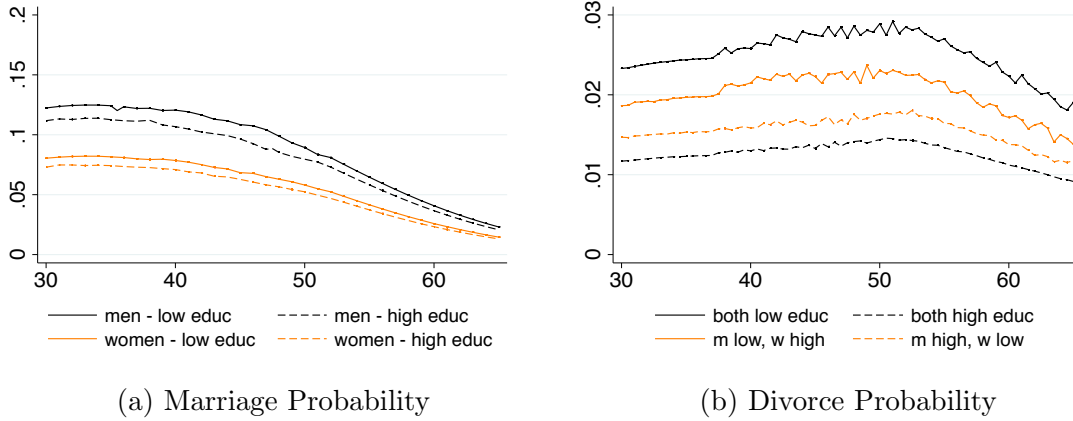 .2
.15
.1
.05
0
30 40 50 60
men - low educ men - high educ
women - low educ women - high educ
(a) Marriage Probability
.03
.02
.01
0
30 40 50 60
both low educ both high educ
m low, w high m high, w low
(b) Divorce Probability